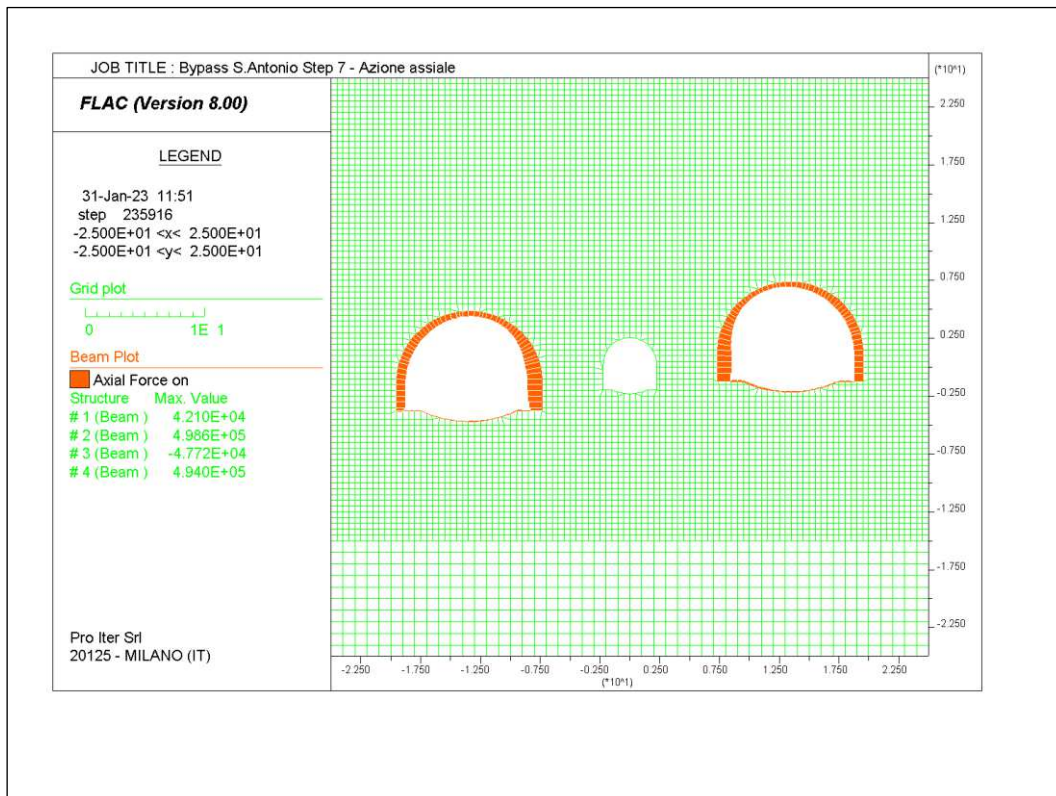 JOB TITLE : Bypass S.Antonio Step 7 - Azione assiale
(*10^1)
FLAC (Version 8.00)
LEGEND
31-Jan-23 11:51
step 235916
-2.500E+01 <x< 2.500E+01
-2.500E+01 <y< 2.500E+01
Grid plot
0 1E 1
Beam Plot
Axial Force on
Structure Max. Value
# 1 (Beam ) 4.210E+04
# 2 (Beam ) 4.986E+05
# 3 (Beam ) -4.772E+04
# 4 (Beam ) 4.940E+05
Pro Iter Srl
20125 - MILANO (IT)
2.250
1.750
1.250
0.750
0.250
-0.250
-0.750
-1.250
-1.750
-2.250
-2.250 -1.750 -1.250 -0.750 -0.250 0.250 0.750 1.250 1.750 2.250
(*10^1)